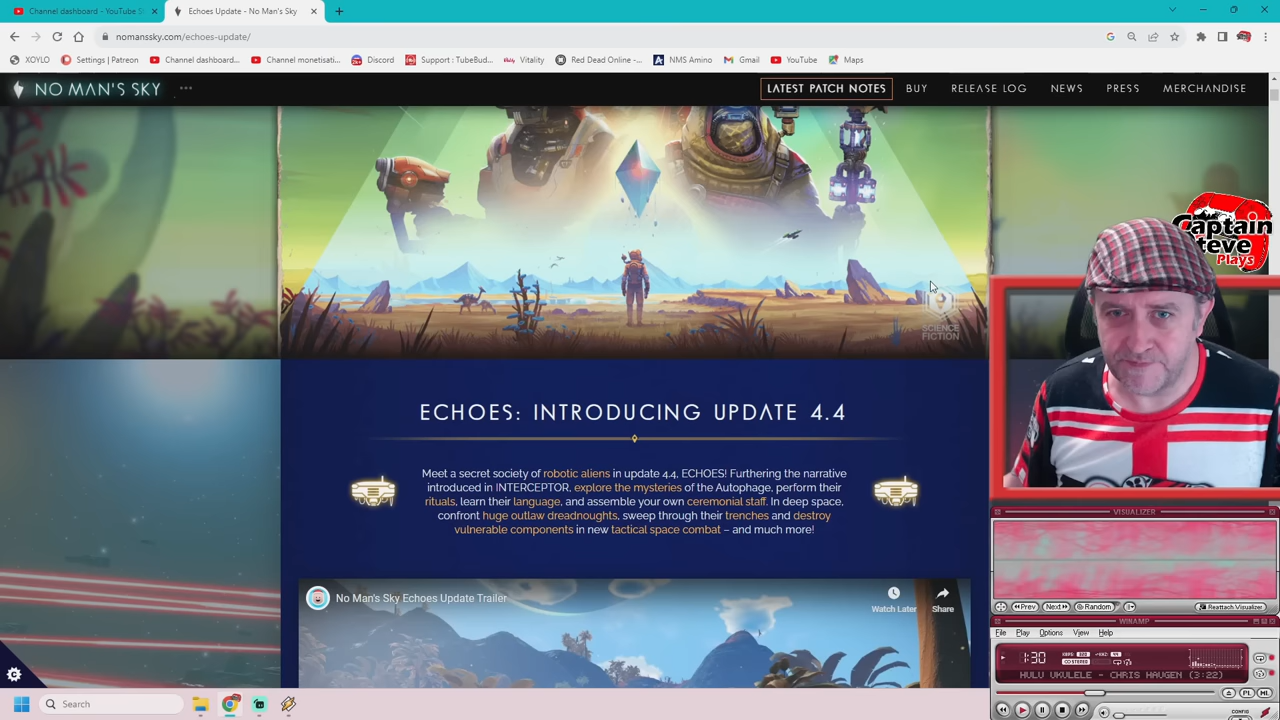 Channel dashboard - YouTube S
Echoes Update - No Man's Sky
nomanssky.com/echoes-update/
XOYLO
Settings | Patreon
Channel dashboard...
Channel monetisati...
Discord
Support : TubeBud...
Vitality
Red Dead Online -...
NMS Amino
Gmail
YouTube
Maps
NO MAN'S SKY
LATEST PATCH NOTES
BUY
RELEASE LOG
NEWS
PRESS
MERCHANDISE
Captain
Steve
Plays
SCIENCE
FICTION
ECHOES: INTRODUCING UPDATE 4.4
Meet a secret society of robotic aliens in update 4.4, ECHOES! Furthering the narrative
introduced in INTERCEPTOR, explore the mysteries of the Autophage, perform their
rituals, learn their language, and assemble your own ceremonial staff. In deep space,
confront huge outlaw dreadnoughts, sweep through their trenches and destroy
vulnerable components in new tactical space combat – and much more!
No Man's Sky Echoes Update Trailer
Watch Later
Share
VISUALIZER
Prev
Next
Random
Reattach Visualizer
WINAMP
File Play Options View Help
1:30
STEREO
HULU UKULELE - CHRIS HAUGEN (3:22)
PL
ML
CONFIG
Search